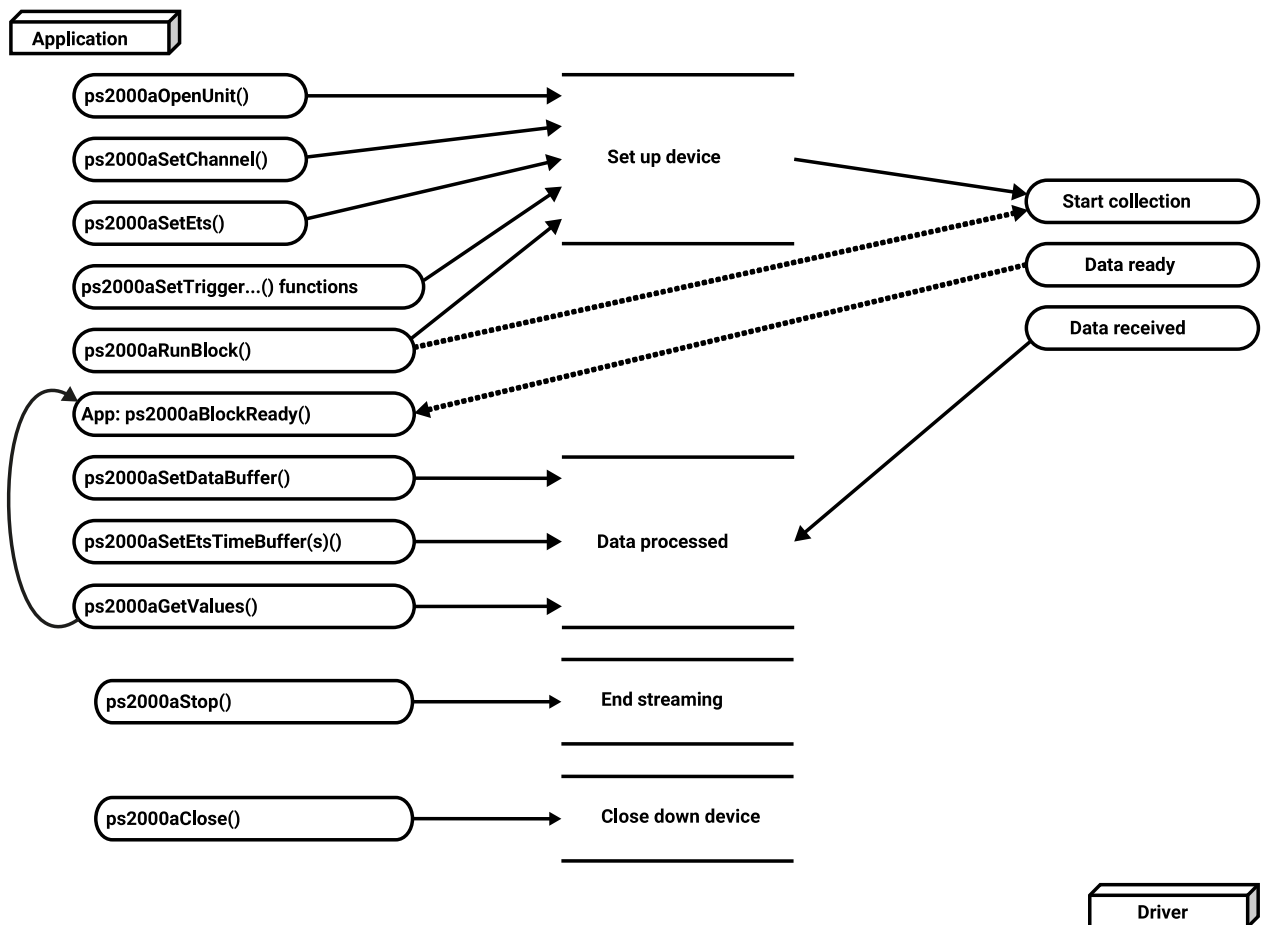 Application
ps2000aOpenUnit()
ps2000aSetChannel()
Set up device
Start collection
ps2000aSetEts()
Data ready
ps2000aSetTrigger...() functions
Data received
ps2000aRunBlock()
App: ps2000aBlockReady()
ps2000aSetDataBuffer()
ps2000aSetEtsTimeBuffer(s)()
Data processed
ps2000aGetValues()
ps2000aStop()
End streaming
ps2000aClose()
Close down device
Driver